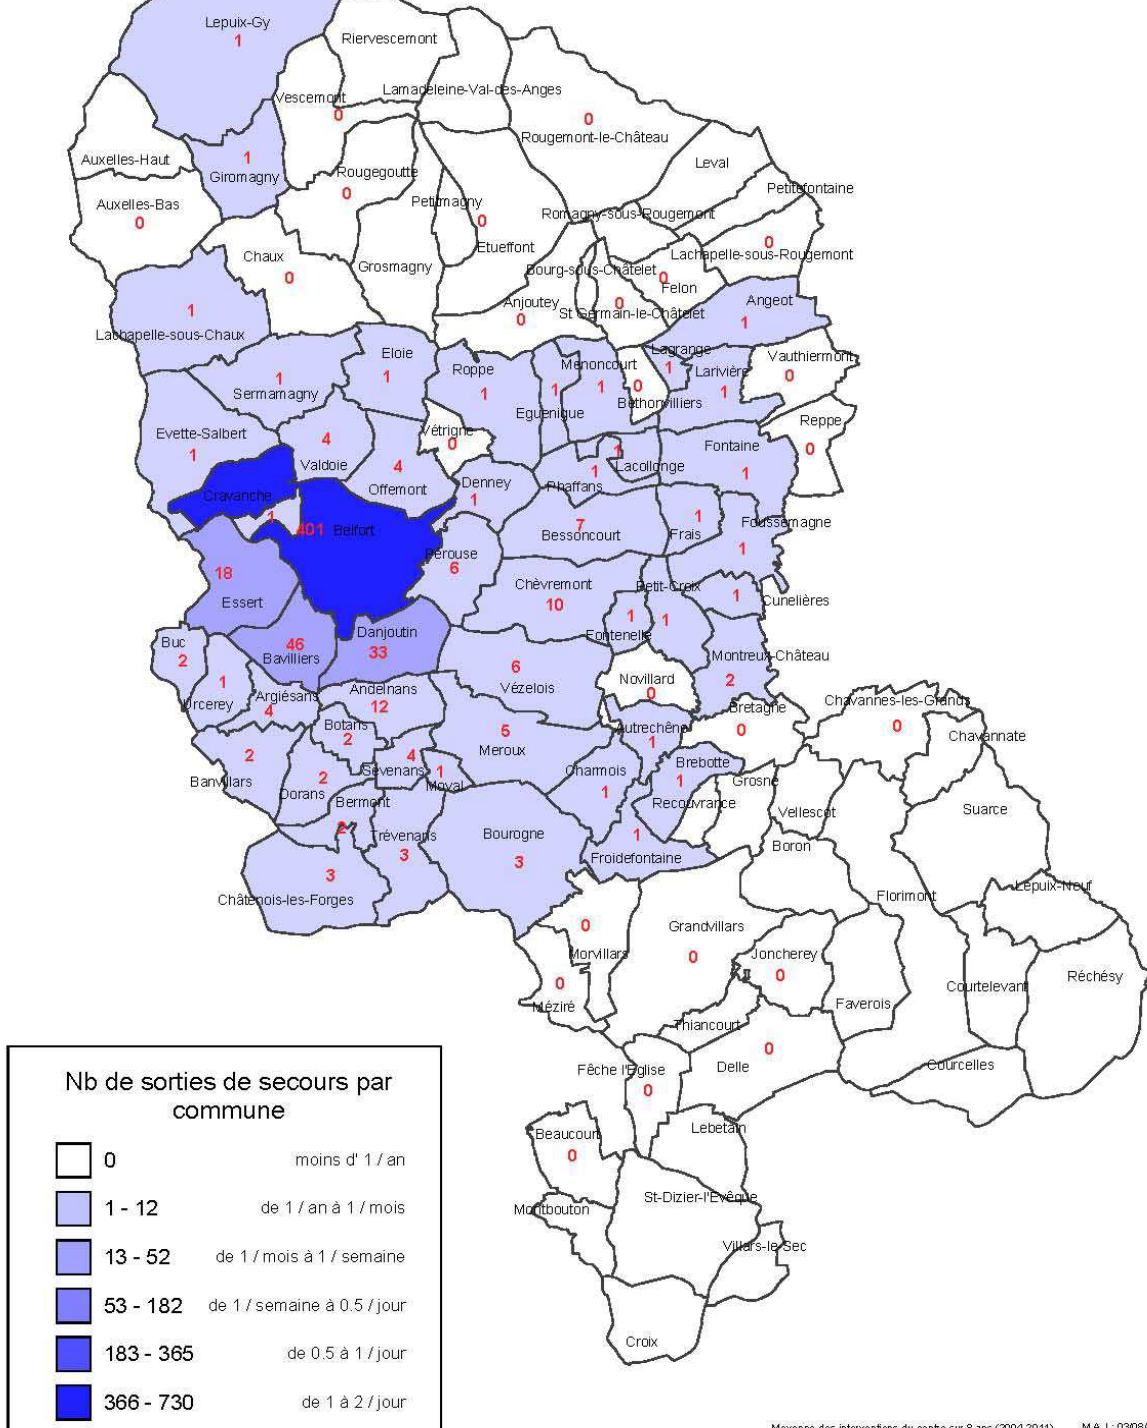 Lepuix-Gy
1
Riervescemont
Lamadeleine-Val-des-Anges
Vescemont
0
0
Rougemont-le-Château
Auxelles-Haut
1
Giromagny
Rougegoutte
0
Leval
Petitefontaine
Auxelles-Bas
0
Petitmagny
0
Etueffont
Romagny-sous-Rougemont
0
Lachapelle-sous-Rougemont
Chaux
0
Grosmagny
Bourg-sous-Châtelet
0
Felon
Anjoutey
0
0
St Germain-le-Châtelet
Angeot
1
1
Lachapelle-sous-Chaux
Eloie
1
Roppe
1
1
Eguenigue
Menoncourt
1
0
Bethonvilliers
Lagrange
1
Larivière
1
Vauthiermont
0
1
Sermamagny
Reppe
0
Evette-Salbert
1
4
Valdoie
4
Offemont
Vétrigne
0
Denney
1
1
Phaffans
1
Lacollonge
Fontaine
1
Cravanche
1
401
Belfort
7
Bessoncourt
1
Frais
Foussemagne
1
18
Essert
Pérouse
6
Chèvremont
10
Petit-Croix
1
1
Fontenelle
1
Cunelières
Buc
2
46
Bavilliers
Danjoutin
33
6
Vézelois
Novillard
0
Montreux-Château
2
1
Urcerey
Argiésans
4
Andelnans
12
Botans
2
5
Meroux
Autrechêne
1
Bretagne
0
Chavannes-les-Grands
0
Chavannate
2
Banvillars
2
Dorans
4
Sévenans
1
Moval
Charmois
1
Brebotte
1
Recouvrance
Grosne
Vellescot
Suarce
Bermont
2
Trévenans
3
Bourogne
3
1
Froidefontaine
Boron
3
Châtenois-les-Forges
Florimont
Lepuix-Neuf
0
Morvillars
Grandvillars
0
Joncherey
0
0
Méziré
Faverois
Courtelevant
Réchésy
Thiancourt
0
Delle
Courcelles
Fêche l'Eglise
0
Beaucourt
0
Lebetain
St-Dizier-l'Evêque
Montbouton
Villars-le-Sec
Croix
Nb de sorties de secours par
commune
0 moins d' 1 / an
1 - 12 de 1 / an à 1 / mois
13 - 52 de 1 / mois à 1 / semaine
53 - 182 de 1 / semaine à 0.5 / jour
183 - 365 de 0.5 à 1 / jour
366 - 730 de 1 à 2 / jour